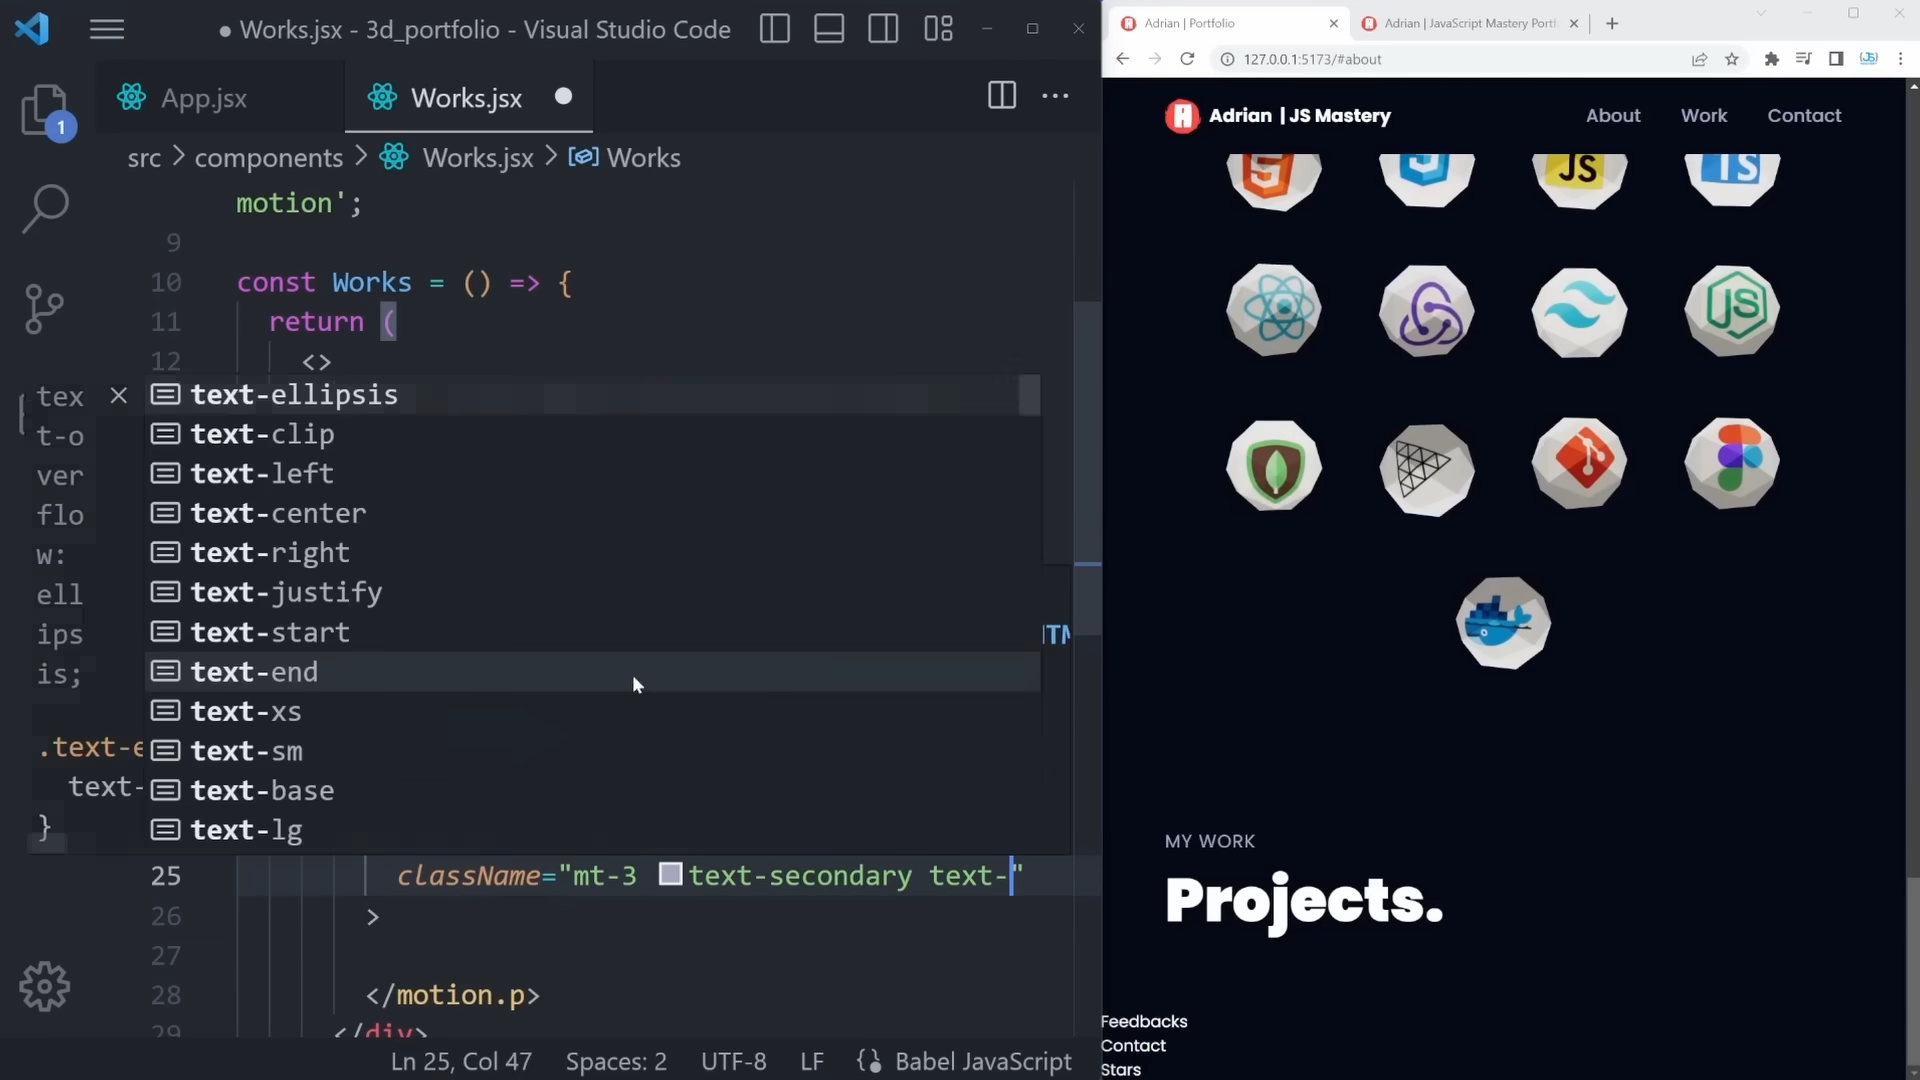 Works.jsx - 3d_portfolio - Visual Studio Code
App.jsx
Works.jsx
src > components > Works.jsx > Works
1
motion';
9
10 const Works = () => {
11 return (
12 <>
tex
t-o
ver
flo
w:
ell
ips
is;
.text-e
text-
}
text-ellipsis
text-clip
text-left
text-center
text-right
text-justify
text-start
text-end
text-xs
text-sm
text-base
text-lg
25 className="mt-3 text-secondary text-"
26 >
27
28 </motion.p>
29 </div>
Ln 25, Col 47 Spaces: 2 UTF-8 LF Babel JavaScript
Adrian | Portfolio
Adrian | JavaScript Mastery Portf
127.0.0.1:5173/#about
Adrian | JS Mastery
About Work Contact
JS
TS
JS
MY WORK
Projects.
Feedbacks
Contact
Stars